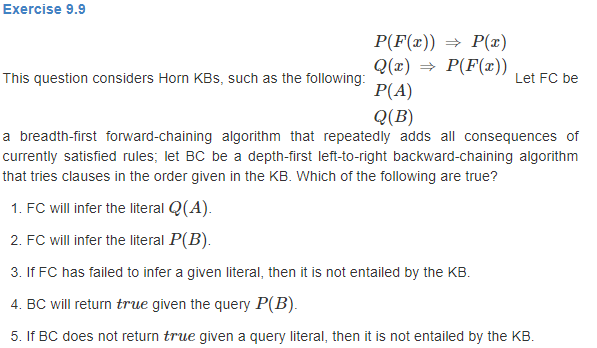 Exercise 9.9
P(F(x)) ⇒ P(x)
Q(x) ⇒ P(F(x))
This question considers Horn KBs, such as the following: Let FC be
P(A)
Q(B)
a breadth-first forward-chaining algorithm that repeatedly adds all consequences of
currently satisfied rules; let BC be a depth-first left-to-right backward-chaining algorithm
that tries clauses in the order given in the KB. Which of the following are true?
1. FC will infer the literal Q(A).
2. FC will infer the literal P(B).
3. If FC has failed to infer a given literal, then it is not entailed by the KB.
4. BC will return true given the query P(B).
5. If BC does not return true given a query literal, then it is not entailed by the KB.